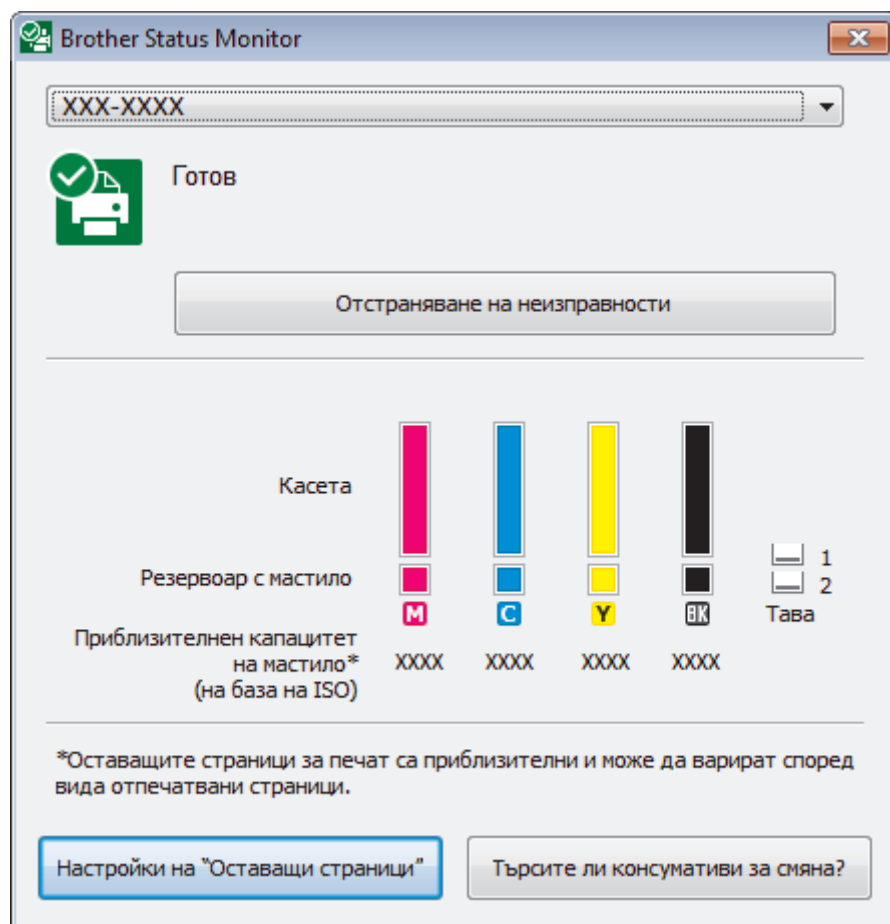 Brother Status Monitor
XXX-XXXX
Готов
Отстраняване на неизправности
Касета
1
Резервоар с мастило
2
M C Y BK Тава
Приблизителнен капацитет
на мастило* XXXX XXXX XXXX XXXX
(на база на ISO)
*Оставащите страници за печат са приблизителни и може да варират според
вида отпечатвани страници.
Настройки на “Оставащи страници”
Търсите ли консумативи за смяна?